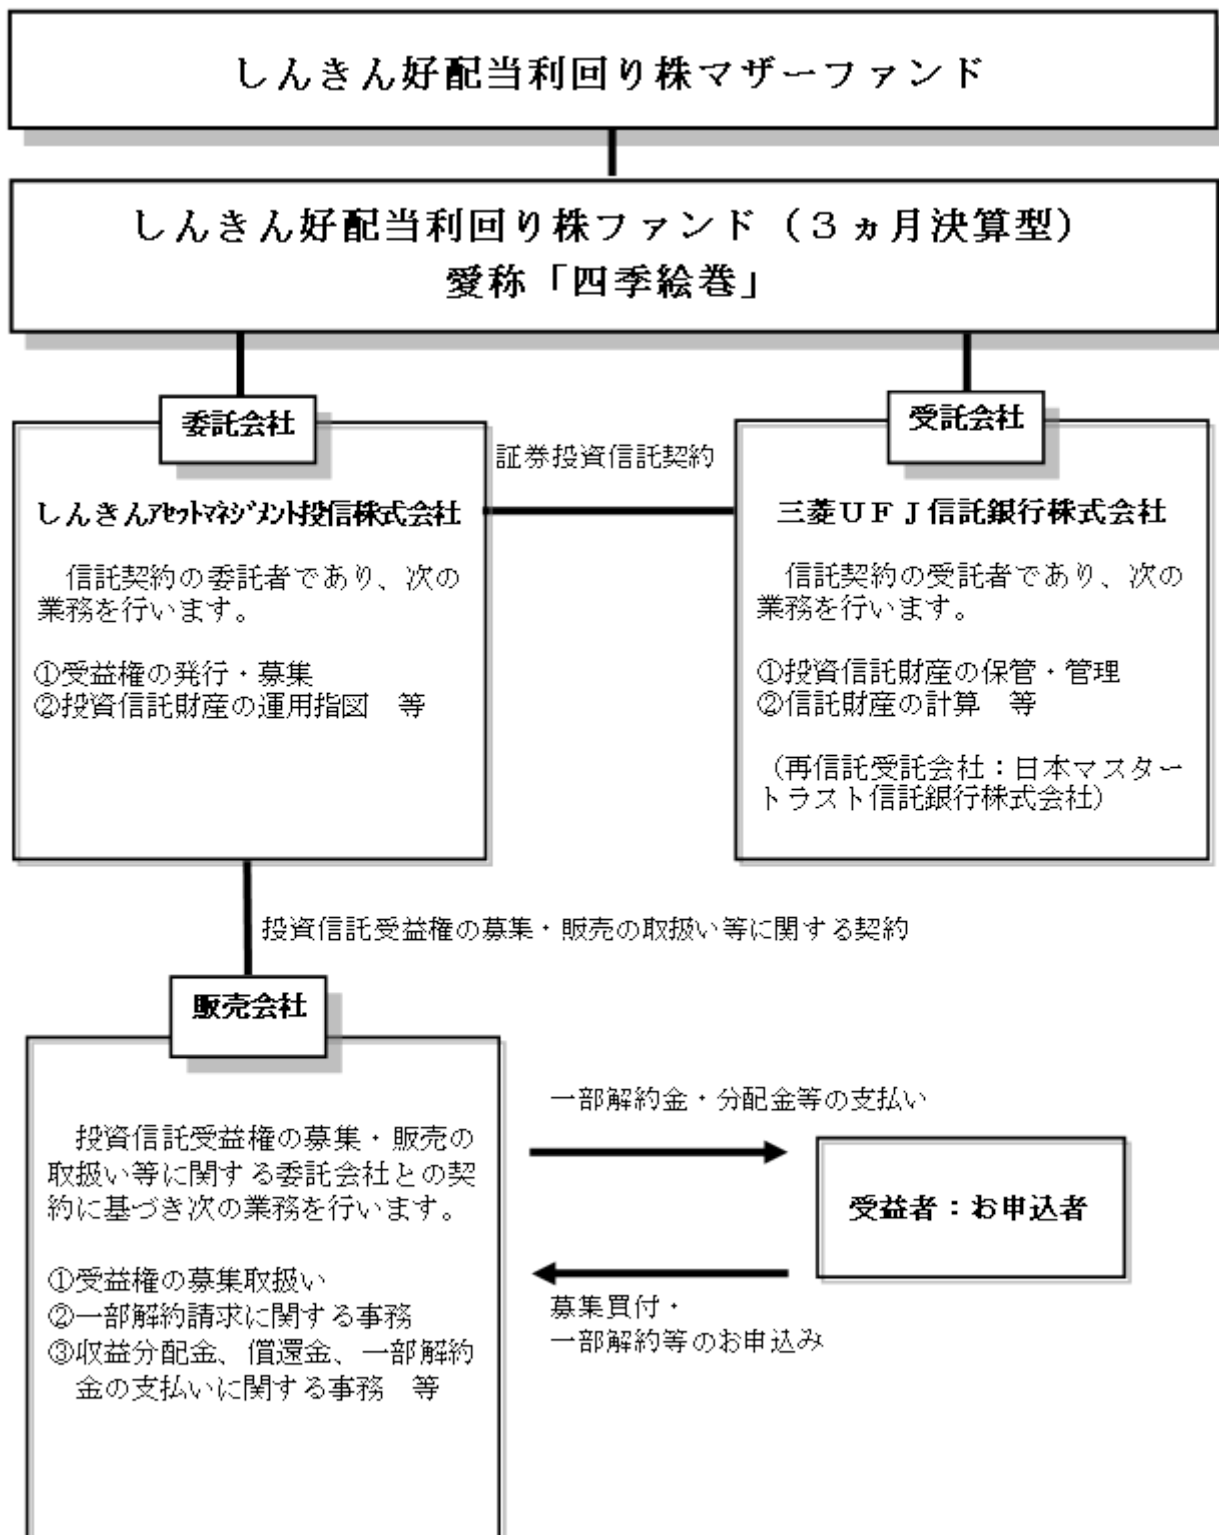 しんきん好配当利回り株マザーファンド
しんきん好配当利回り株ファンド（３ヵ月決算型）
愛称「四季絵巻」
委託会社
受託会社
証券投資信託契約
しんきんｱｾｯﾄﾏﾈｼﾞﾒﾝﾄ投信株式会社
信託契約の委託者であり、次の
業務を行います。
①受益権の発行・募集
②投資信託財産の運用指図　等
三菱ＵＦＪ信託銀行株式会社
信託契約の受託者であり、次の
業務を行います。
①投資信託財産の保管・管理
②信託財産の計算　等
（再信託受託会社：日本マスター
トラスト信託銀行株式会社）
投資信託受益権の募集・販売の取扱い等に関する契約
販売会社
投資信託受益権の募集・販売の
取扱い等に関する委託会社との契
約に基づき次の業務を行います。
①受益権の募集取扱い
②一部解約請求に関する事務
③収益分配金、償還金、一部解約
金の支払いに関する事務　等
一部解約金・分配金等の支払い
受益者：お申込者
募集買付・
一部解約等のお申込み